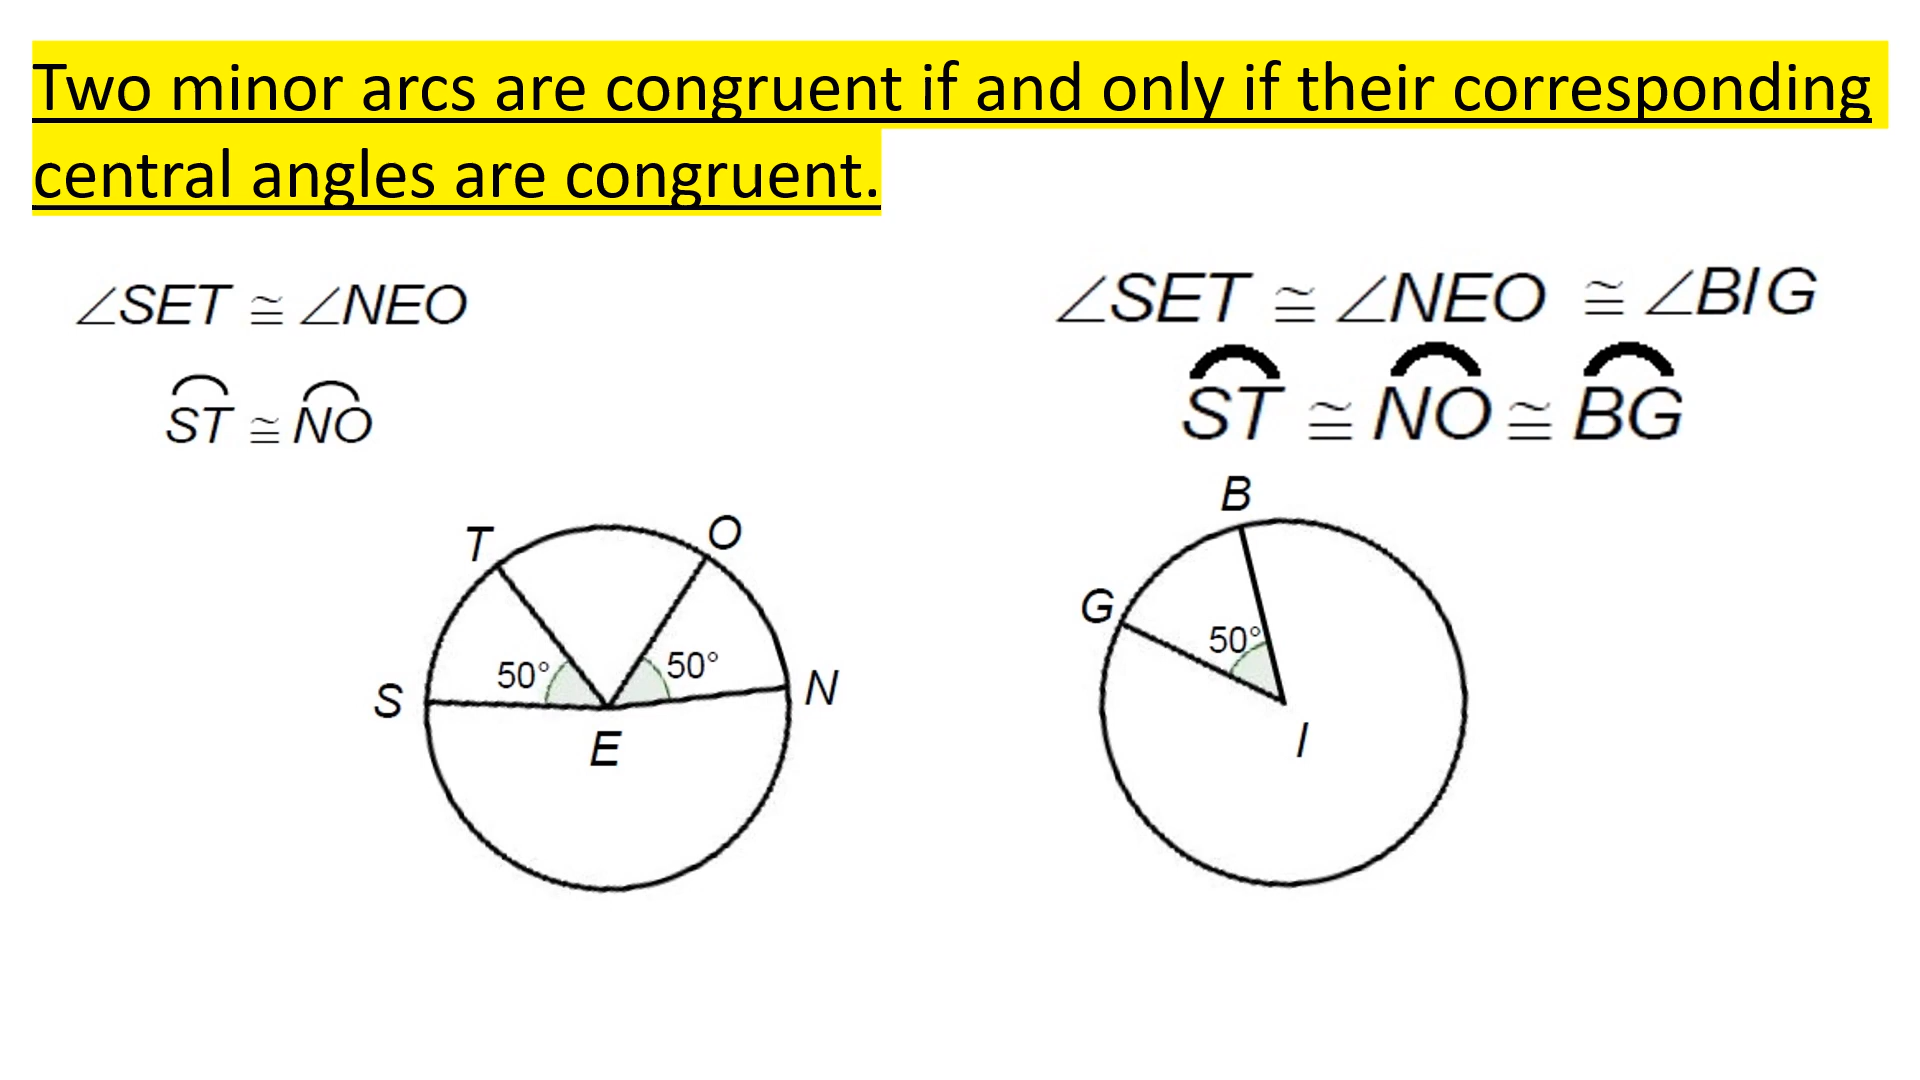 Two minor arcs are congruent if and only if their corresponding
central angles are congruent.
∠SET ≅ ∠NEO
ST ≅ NO
∠SET ≅ ∠NEO ≅ ∠BIG
ST ≅ NO ≅ BG
T
O
50°
50°
S
N
E
B
G
50°
I